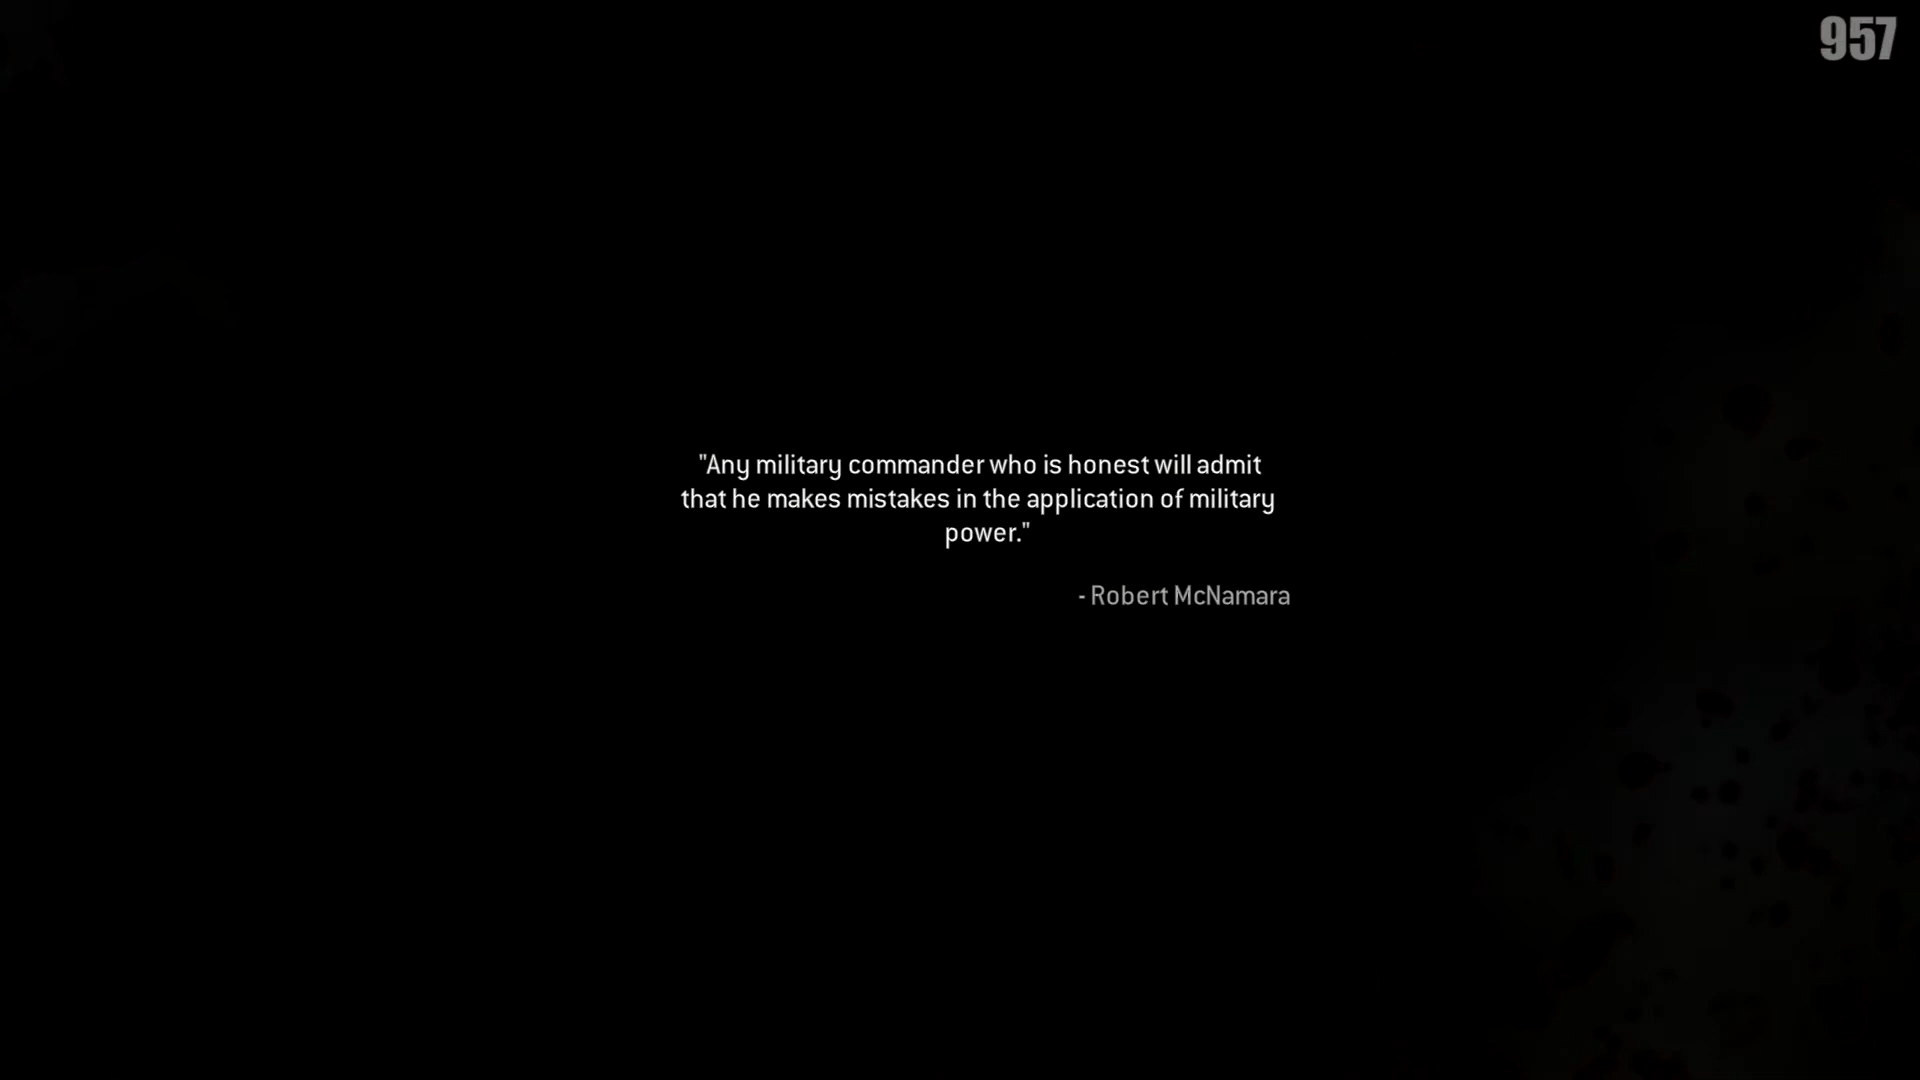 957
"Any military commander who is honest will admit
that he makes mistakes in the application of military
power."
- Robert McNamara